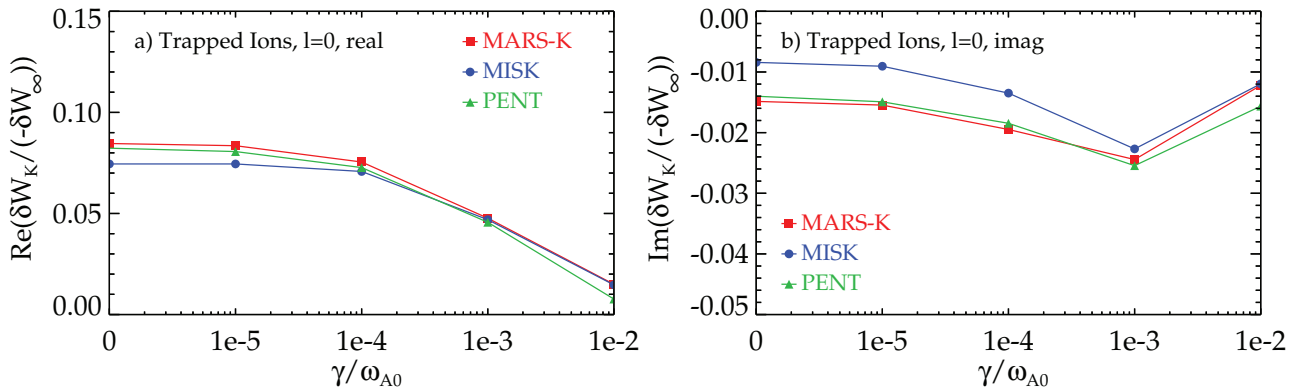 a) Trapped Ions, l=0, real
MARS-K
MISK
PENT
Re(δW_K/(-δW_∞))
0.15
0.10
0.05
0.00
0
1e-5
1e-4
1e-3
1e-2
γ/ω_A0
b) Trapped Ions, l=0, imag
MARS-K
MISK
PENT
Im(δW_K/(-δW_∞))
0.00
-0.01
-0.02
-0.03
-0.04
-0.05
0
1e-5
1e-4
1e-3
1e-2
γ/ω_A0